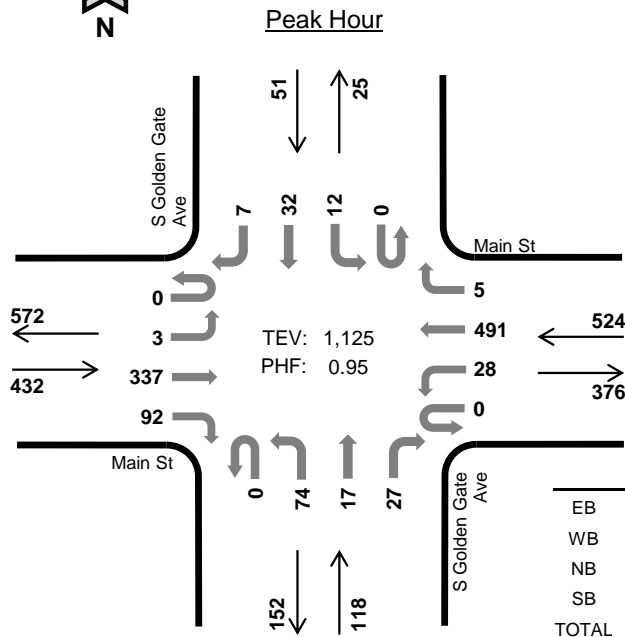 N
Peak Hour
51
25
S Golden Gate
Ave
7
32
12
0
Main St
0
5
572
3
TEV: 1,125
491
524
432
337
PHF: 0.95
28
376
92
0
Main St
0
74
17
27
S Golden Gate
Ave
152
118
EB
WB
NB
SB
TOTAL